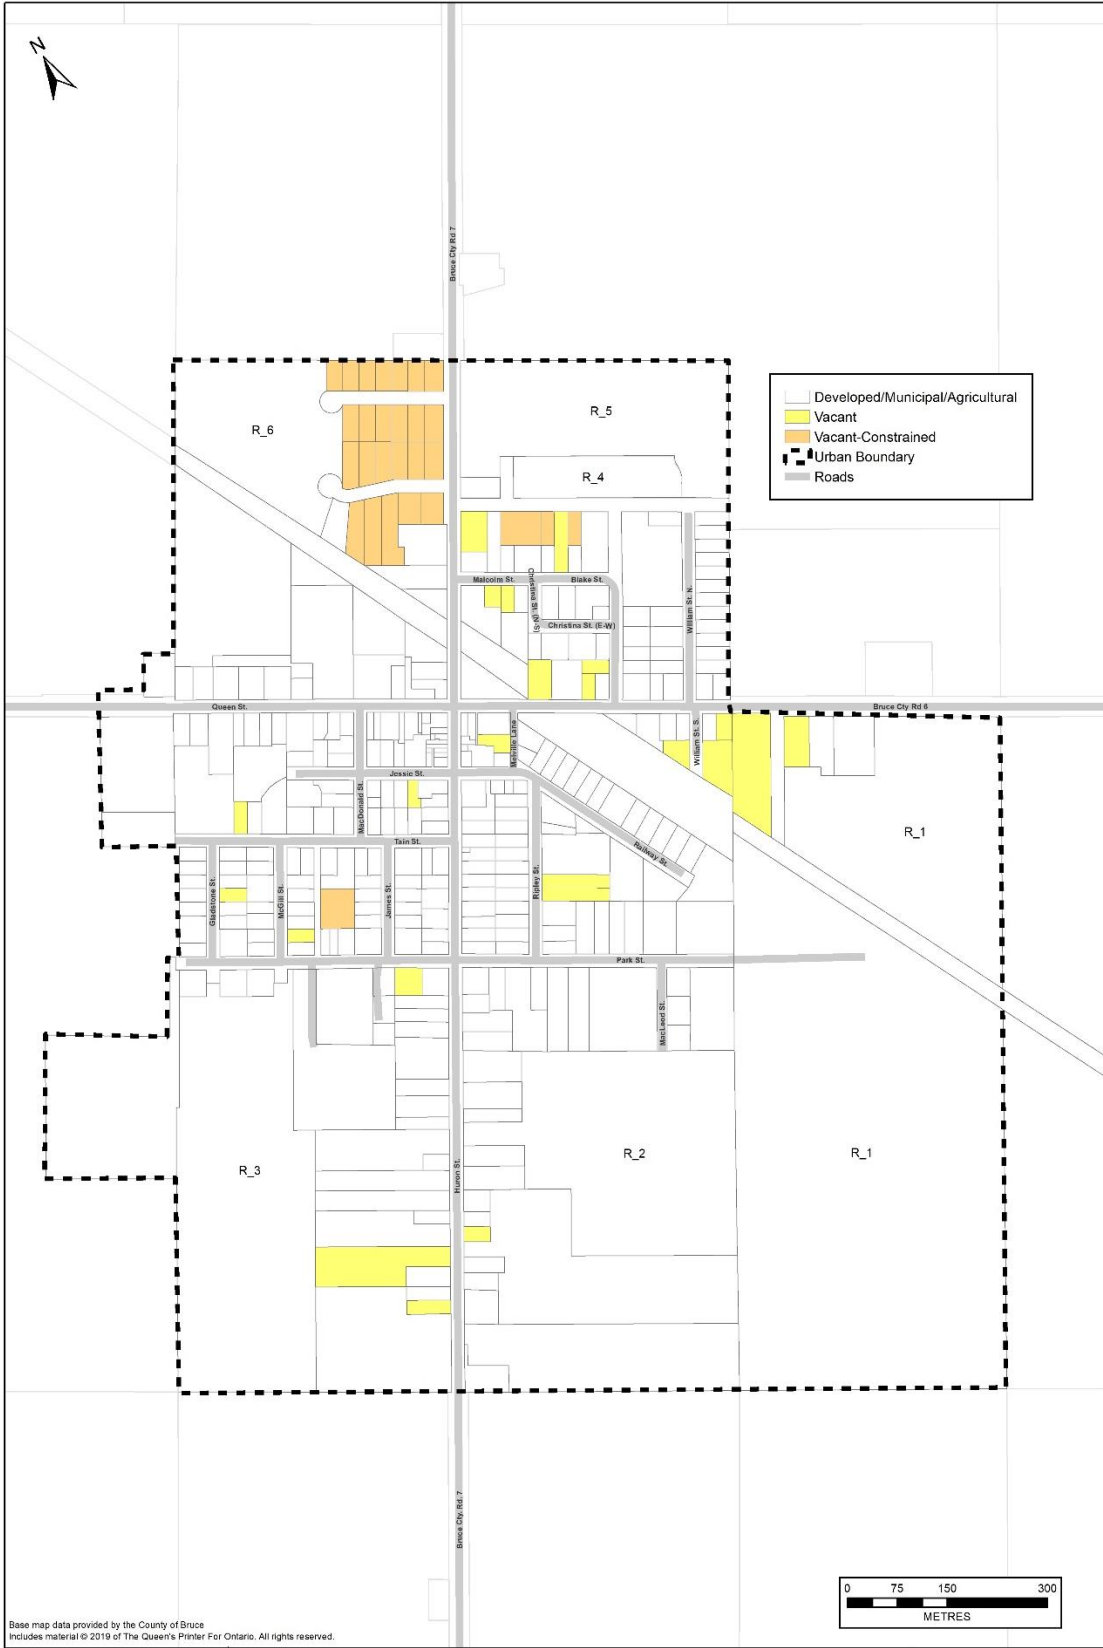 N
Bruce Cty Rd 7
R_6
R_5
R_4
Developed/Municipal/Agricultural
Vacant
Vacant-Constrained
Urban Boundary
Roads
Malcolm St.
Blake St.
Christina St. (N-S)
Christina St. (E-W)
William St. N.
Queen St.
Bruce Cty Rd 6
Melville Lane
William St. S.
Jessie St.
MacDonald St.
Tain St.
Railway St.
R_1
Gladstone St.
McGill St.
James St.
Ripley St.
Park St.
MacLeod St.
R_3
Huron St.
R_2
R_1
Bruce Cty. Rd. 7
0 75 150 300
METRES
Base map data provided by the County of Bruce
Includes material © 2019 of The Queen's Printer For Ontario. All rights reserved.